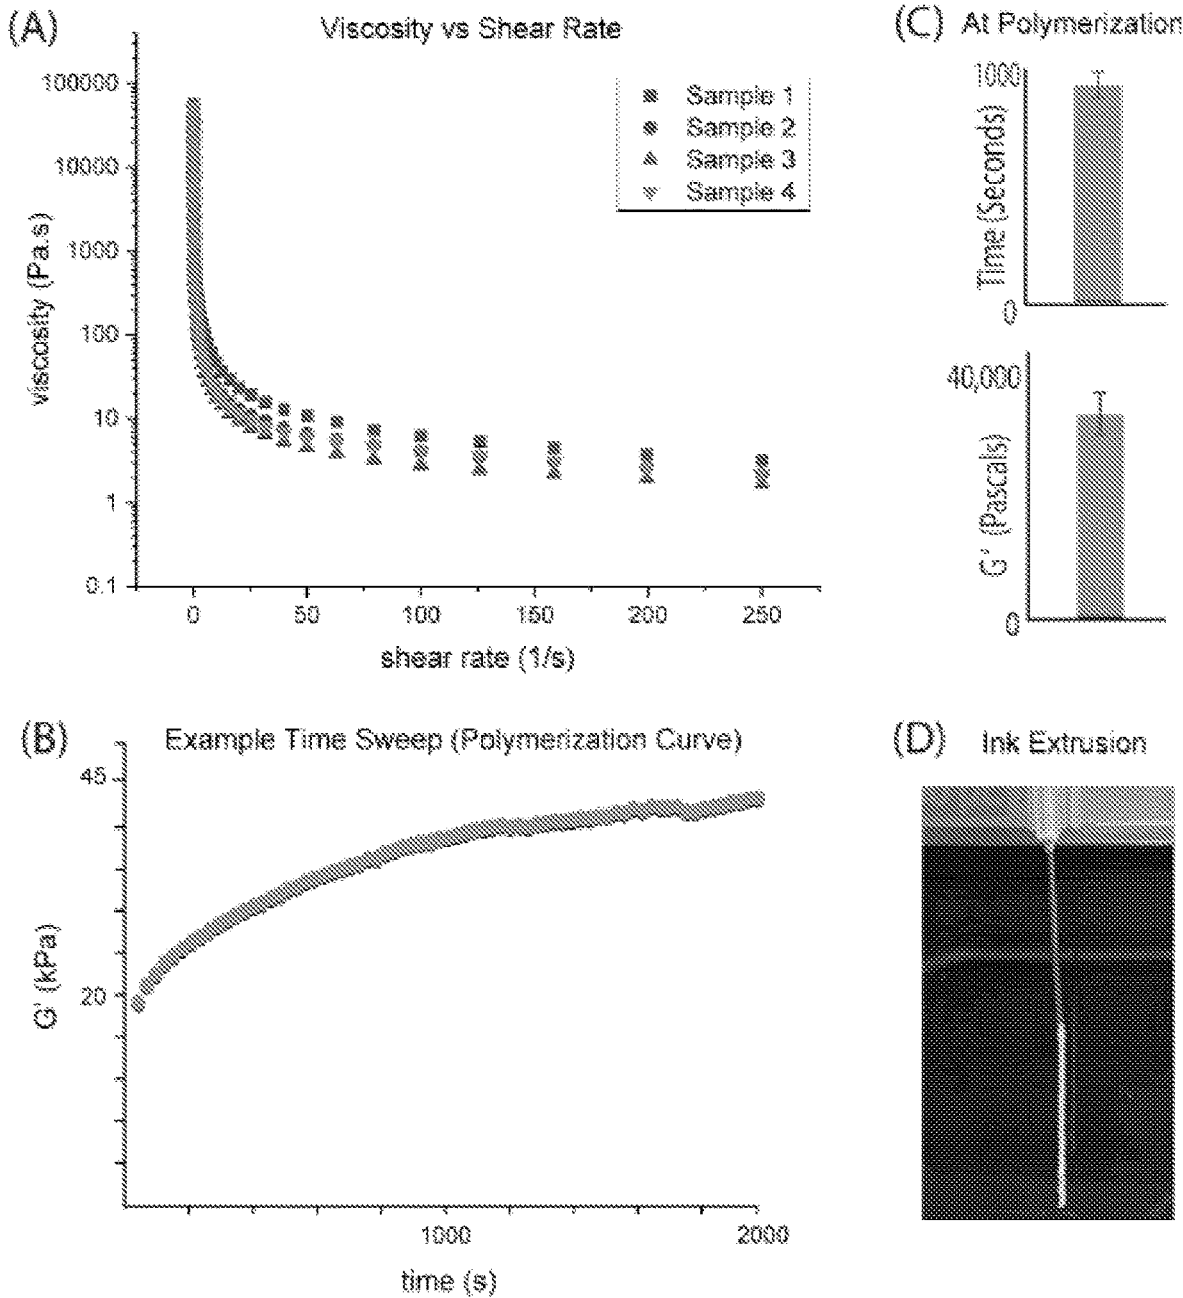 (A)
Viscosity vs Shear Rate
100000
10000
1000
100
10
1
0.1
viscosity (Pa.s)
Sample 1
Sample 2
Sample 3
Sample 4
0 50 100 150 200 250
shear rate (1/s)
(C) At Polymerization
1000
Time (Seconds)
0
40,000
G' (Pascals)
0
(B)
Example Time Sweep (Polymerization Curve)
45
20
G' (kPa)
1000 2000
time (s)
(D) Ink Extrusion